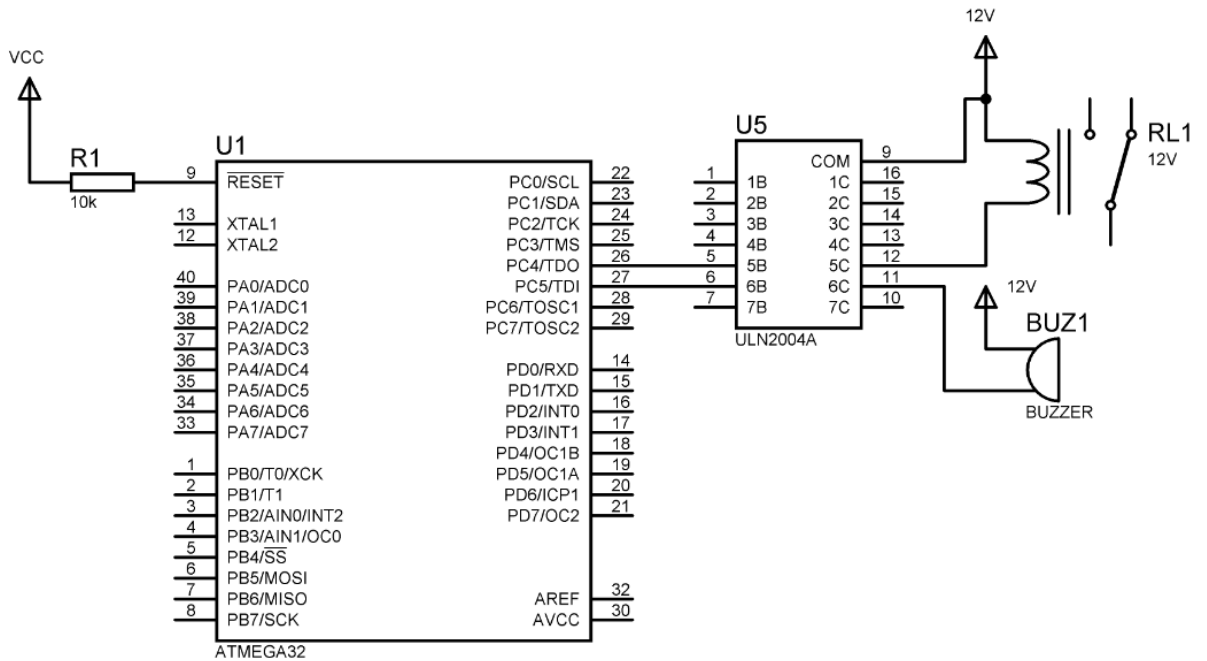 12V
VCC
R1
10k
U1
9 RESET
13 XTAL1
12 XTAL2
40 PA0/ADC0
39 PA1/ADC1
38 PA2/ADC2
37 PA3/ADC3
36 PA4/ADC4
35 PA5/ADC5
34 PA6/ADC6
33 PA7/ADC7
1 PB0/T0/XCK
2 PB1/T1
3 PB2/AIN0/INT2
4 PB3/AIN1/OC0
5 PB4/SS
6 PB5/MOSI
7 PB6/MISO
8 PB7/SCK
PC0/SCL 22
PC1/SDA 23
PC2/TCK 24
PC3/TMS 25
PC4/TDO 26
PC5/TDI 27
PC6/TOSC1 28
PC7/TOSC2 29
PD0/RXD 14
PD1/TXD 15
PD2/INT0 16
PD3/INT1 17
PD4/OC1B 18
PD5/OC1A 19
PD6/ICP1 20
PD7/OC2 21
AREF 32
AVCC 30
ATMEGA32
U5
COM 9
1 1B 1C 16
2 2B 2C 15
3 3B 3C 14
4 4B 4C 13
5 5B 5C 12
6 6B 6C 11
7 7B 7C 10
ULN2004A
RL1
12V
12V
BUZ1
BUZZER